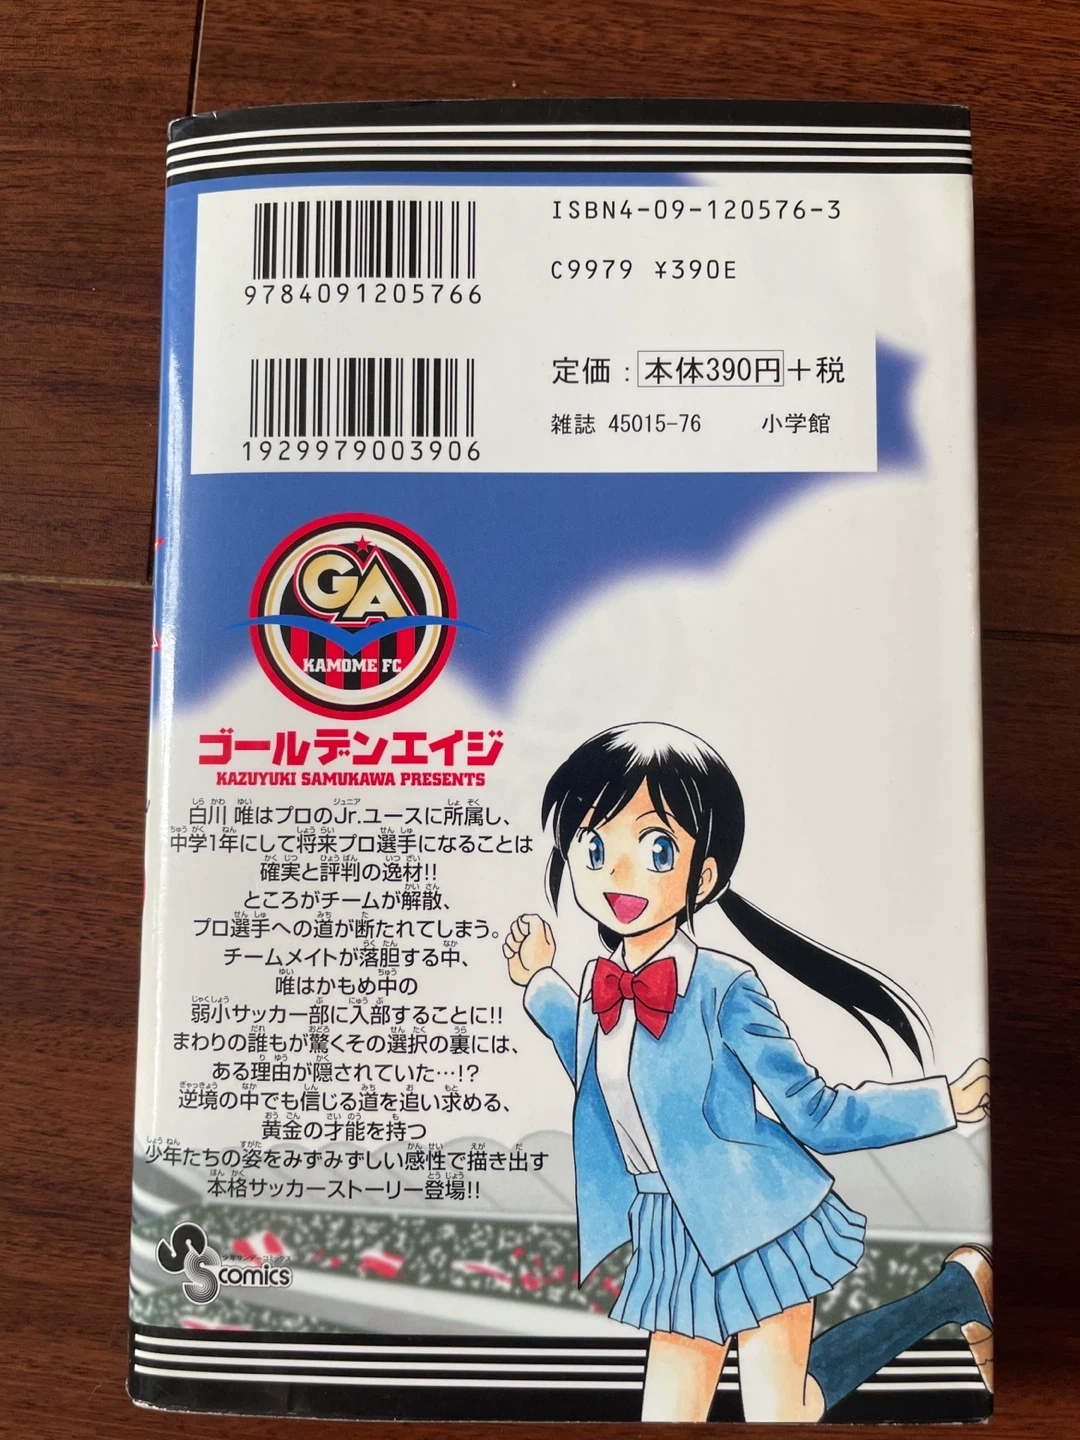 ISBN4-09-120576-3
9784091205766
C9979 ¥390E
1929979003906
定価：本体390円＋税
雑誌 45015-76 小学館
GA
KAMOME FC
ゴールデンエイジ
KAZUYUKI SAMUKAWA PRESENTS
白川 唯はプロのJr.ユースに所属し、
中学1年にして将来プロ選手になることは
確実と評判の逸材!!
ところがチームが解散、
プロ選手への道が断たれてしまう。
チームメイトが落胆する中、
唯はかもめ中の
弱小サッカー部に入部することに!!
まわりの誰もが驚くその選択の裏には、
ある理由が隠されていた…!?
逆境の中でも信じる道を追い求める、
黄金の才能を持つ
少年たちの姿をみずみずしい感性で描き出す
本格サッカーストーリー登場!!
少年サンデーコミックス
SScomics